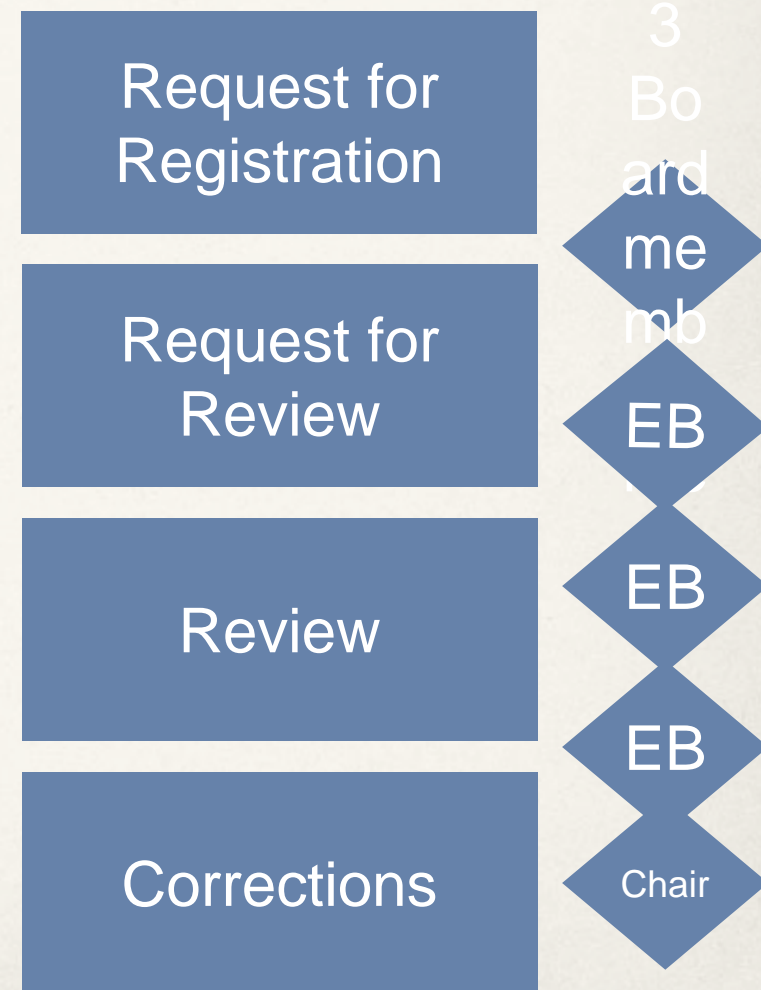 Request for
Registration
Request for
Review
Review
Corrections
3
Bo
ard
me
mb
EB
EB
EB
Chair